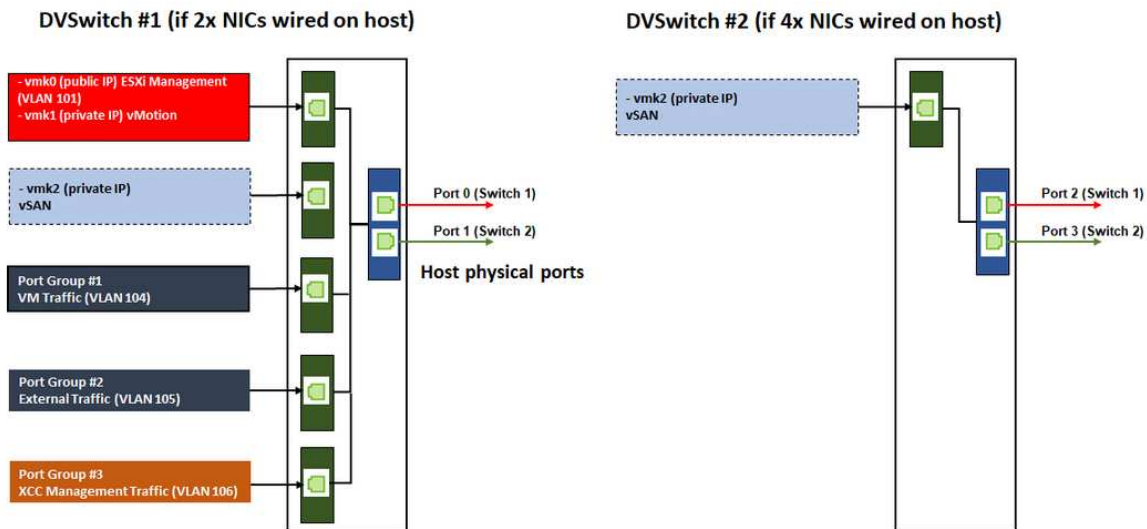 DVSwitch #1 (if 2x NICs wired on host)
DVSwitch #2 (if 4x NICs wired on host)
- vmk0 (public IP) ESXi Management
(VLAN 101)
- vmk1 (private IP) vMotion
- vmk2 (private IP)
vSAN
Port Group #1
VM Traffic (VLAN 104)
Port Group #2
External Traffic (VLAN 105)
Port Group #3
XCC Management Traffic (VLAN 106)
Port 0 (Switch 1)
Port 1 (Switch 2)
Host physical ports
- vmk2 (private IP)
vSAN
Port 2 (Switch 1)
Port 3 (Switch 2)